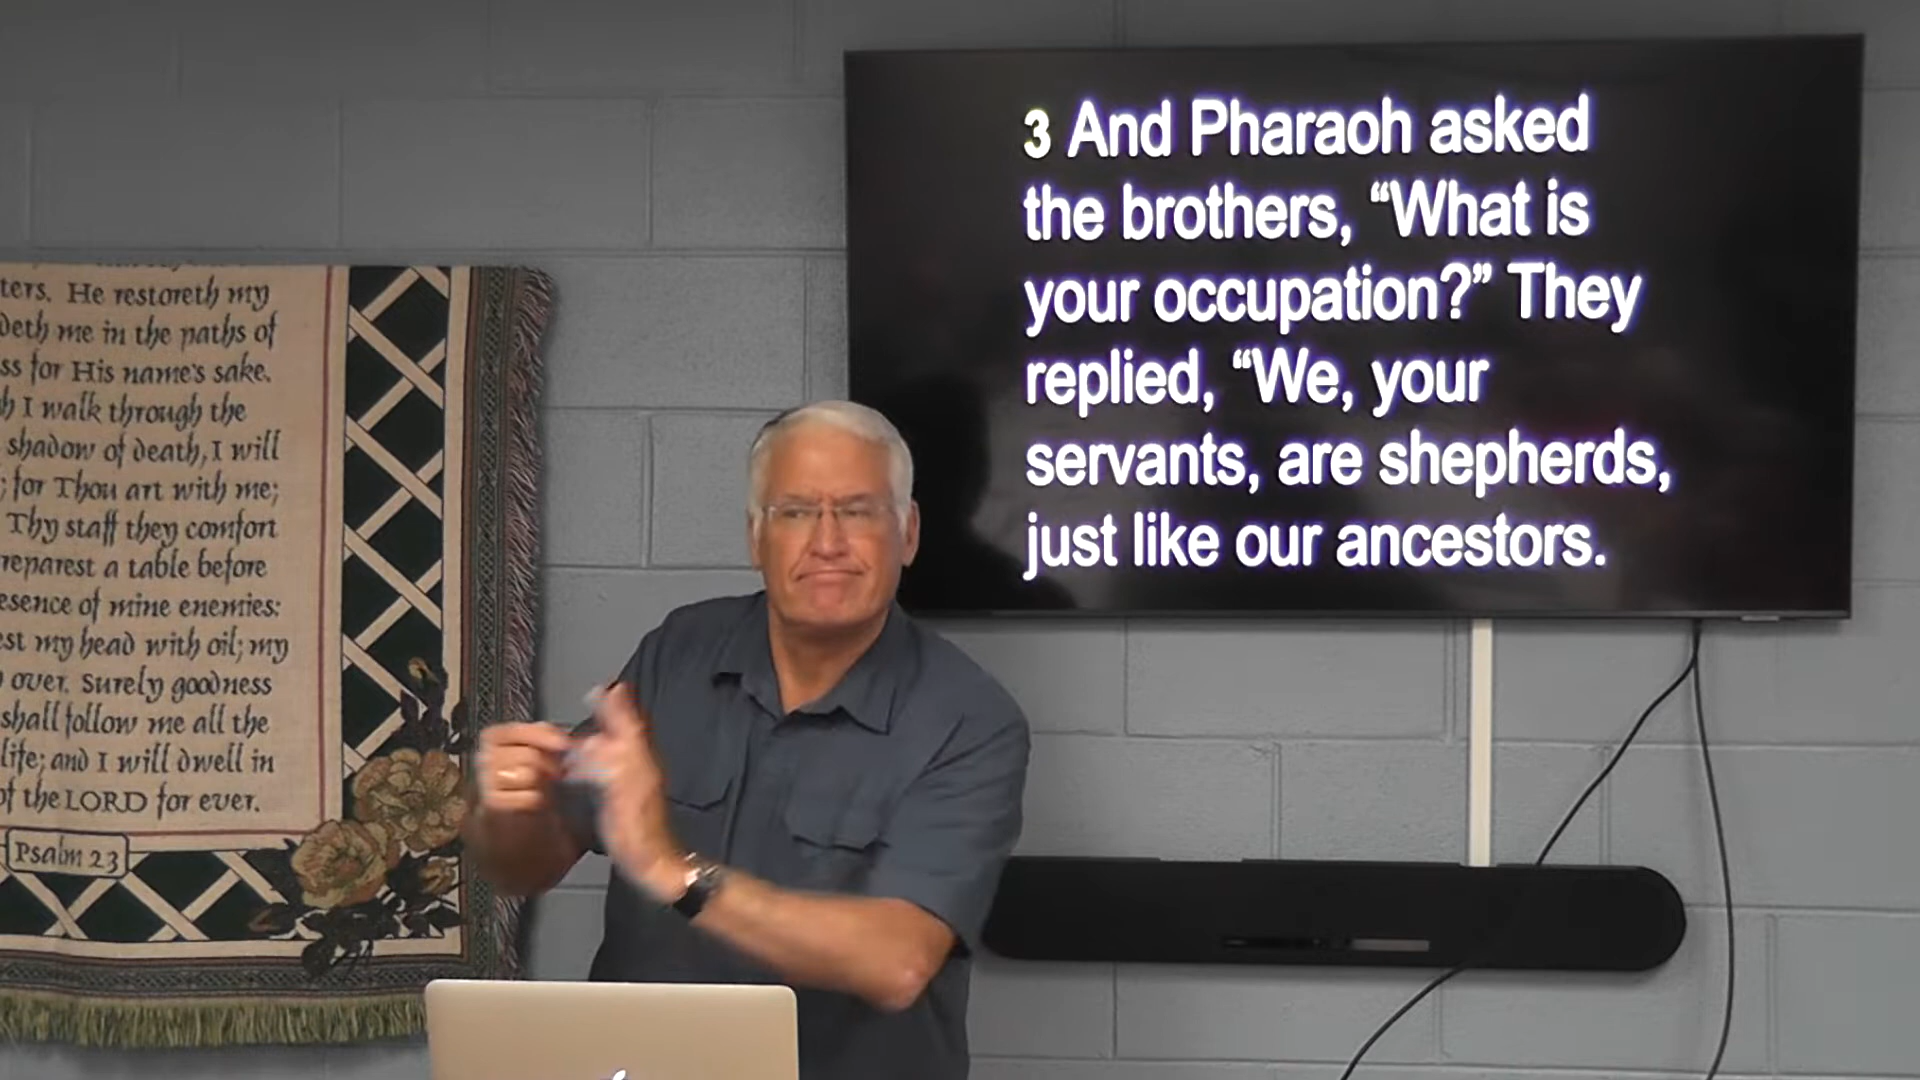 ters. He restoreth my
deth me in the paths of
ss for His name's sake.
h I walk through the
shadow of death, I will
; for Thou art with me;
Thy staff they comfort
reparest a table before
esence of mine enemies:
est my head with oil; my
over. Surely goodness
shall follow me all the
life; and I will dwell in
of the LORD for ever.
Psalm 23
3 And Pharaoh asked
the brothers, “What is
your occupation?” They
replied, “We, your
servants, are shepherds,
just like our ancestors.